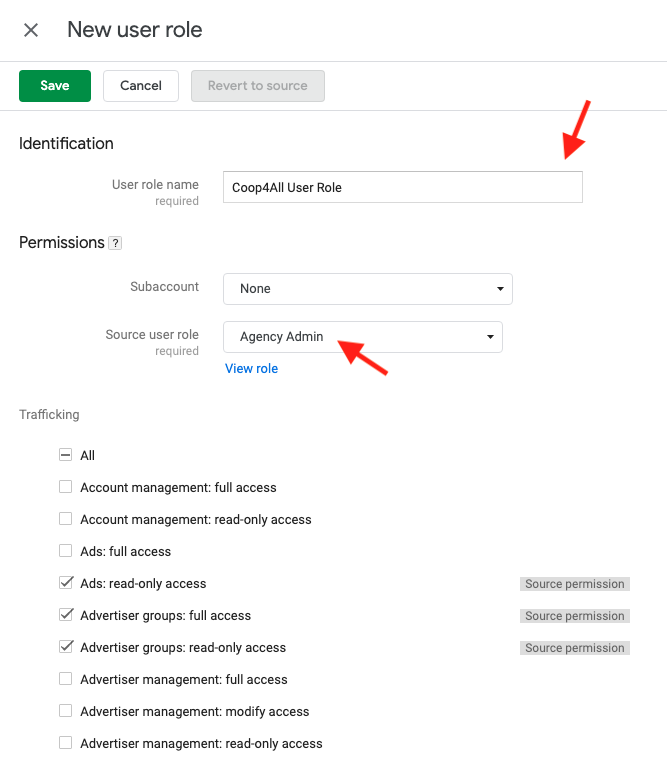 New user role
Save Cancel Revert to source
Identification
User role name
required
Coop4All User Role
Permissions ?
Subaccount None
Source user role
required
Agency Admin
View role
Trafficking
All
Account management: full access
Account management: read-only access
Ads: full access
Ads: read-only access Source permission
Advertiser groups: full access Source permission
Advertiser groups: read-only access Source permission
Advertiser management: full access
Advertiser management: modify access
Advertiser management: read-only access